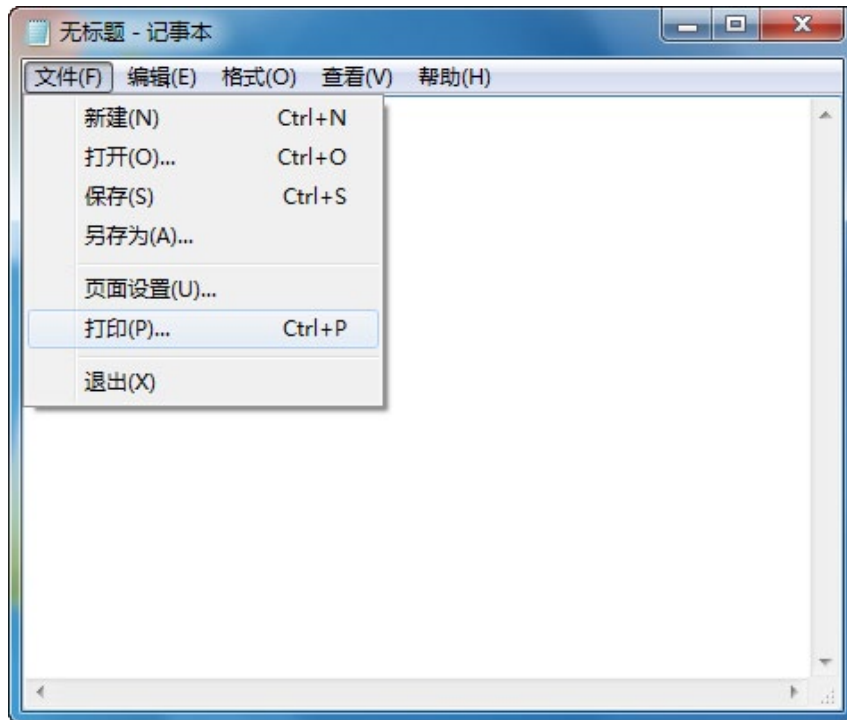 无标题 - 记事本
文件(F) 编辑(E) 格式(O) 查看(V) 帮助(H)
新建(N) Ctrl+N
打开(O)... Ctrl+O
保存(S) Ctrl+S
另存为(A)...
页面设置(U)...
打印(P)... Ctrl+P
退出(X)